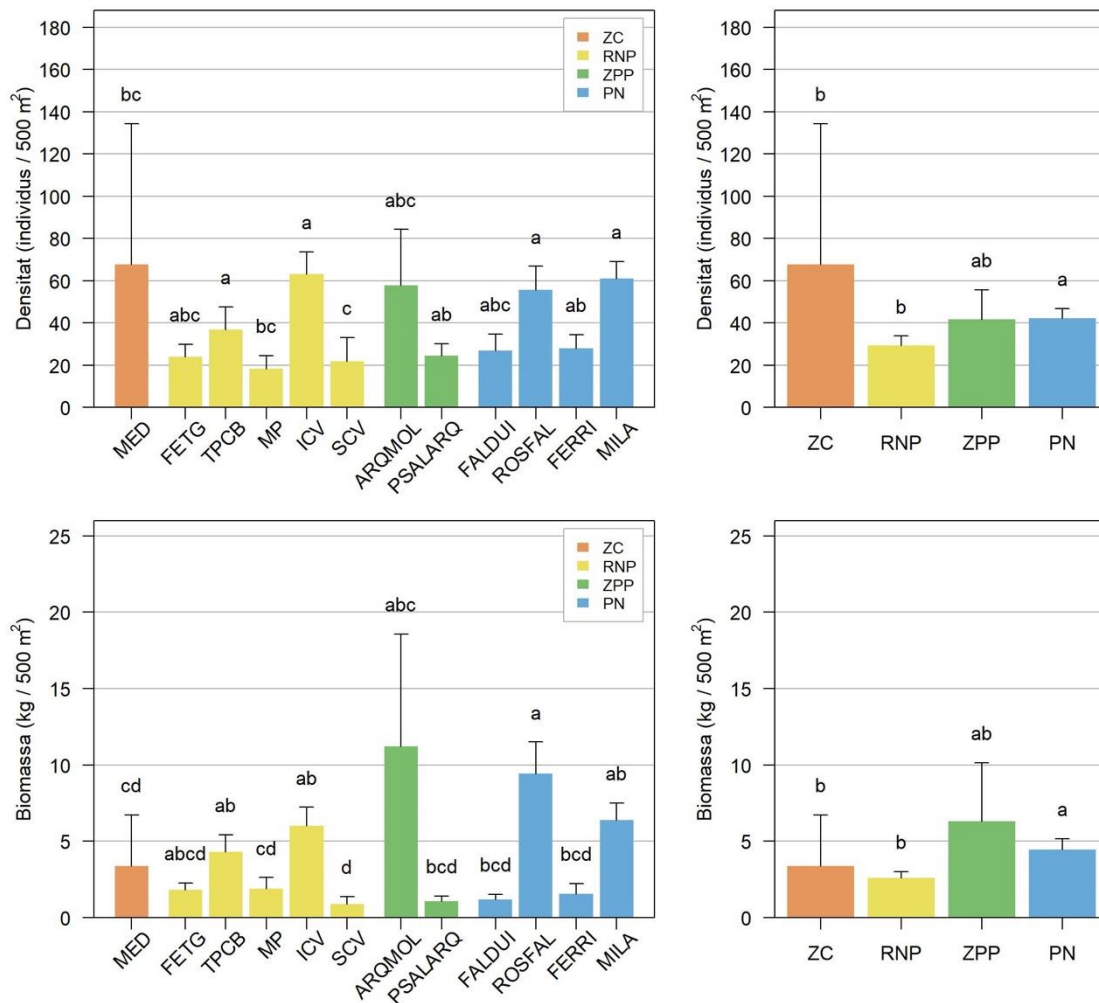 Densitat (individus / 500 m²)
180
160
140
120
100
80
60
40
20
0
ZC
RNP
ZPP
PN
bc
abc
a
bc
a
c
abc
ab
abc
a
ab
a
MED
FETG
TPCB
MP
ICV
SCV
ARQMOL
PSALARQ
FALDUI
ROSFAL
FERRI
MILA
Densitat (individus / 500 m²)
180
160
140
120
100
80
60
40
20
0
b
b
ab
a
ZC
RNP
ZPP
PN
Biomassa (kg / 500 m²)
25
20
15
10
5
0
ZC
RNP
ZPP
PN
cd
abcd
ab
cd
ab
d
abc
bcd
bcd
a
bcd
ab
MED
FETG
TPCB
MP
ICV
SCV
ARQMOL
PSALARQ
FALDUI
ROSFAL
FERRI
MILA
Biomassa (kg / 500 m²)
25
20
15
10
5
0
b
b
ab
a
ZC
RNP
ZPP
PN